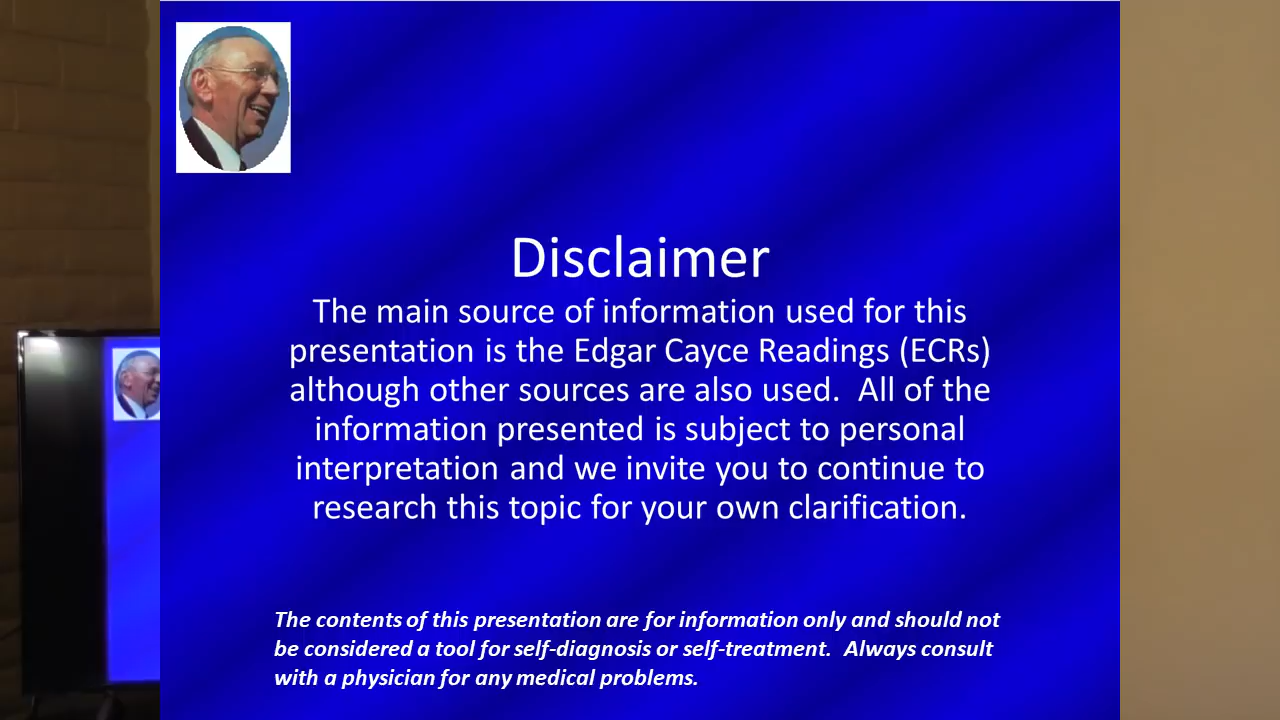 Disclaimer
The main source of information used for this
presentation is the Edgar Cayce Readings (ECRs)
although other sources are also used.  All of the
information presented is subject to personal
interpretation and we invite you to continue to
research this topic for your own clarification.
The contents of this presentation are for information only and should not
be considered a tool for self-diagnosis or self-treatment.  Always consult
with a physician for any medical problems.